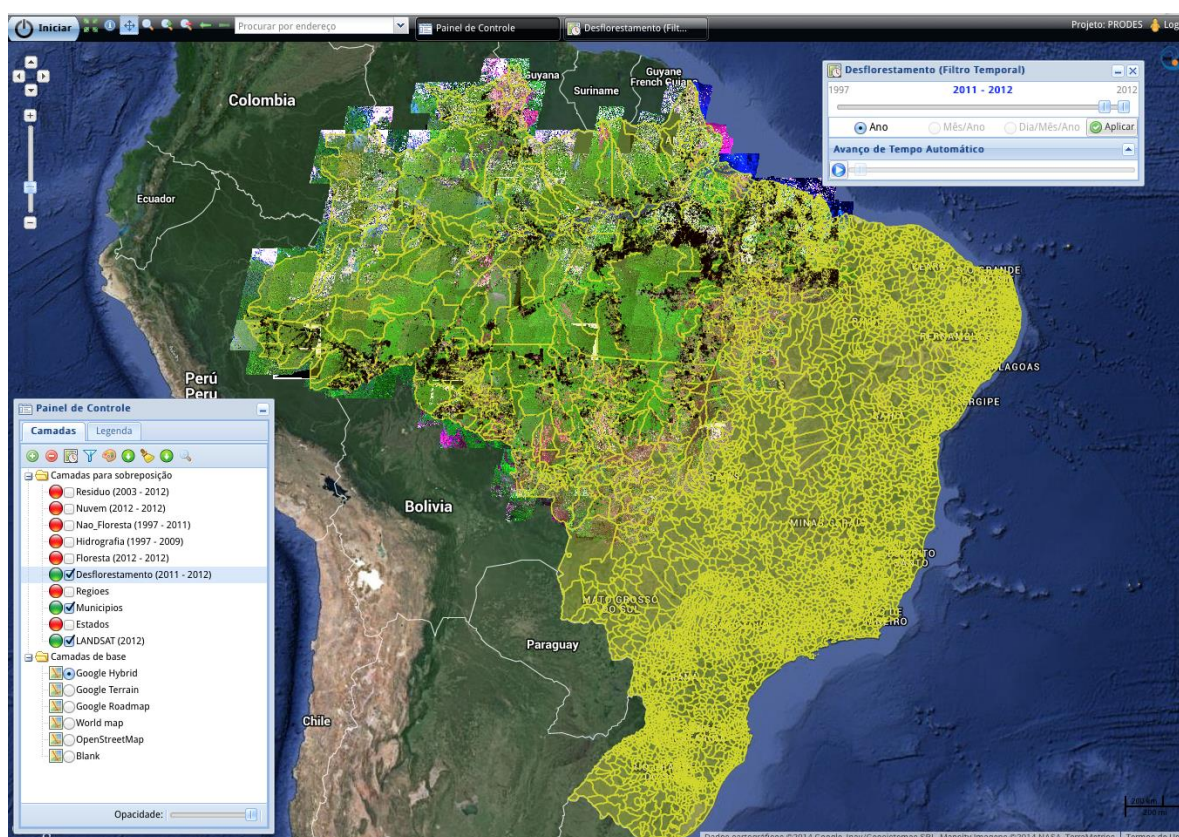 Iniciar
Procurar por endereço
Painel de Controle
Desflorestamento (Filt...
Projeto: PRODES
Log
Desflorestamento (Filtro Temporal)
1997 2011 - 2012 2012
Ano Mês/Ano Dia/Mês/Ano Aplicar
Avanço de Tempo Automático
Colombia
Guyana
Suriname
Guyane
French Guiana
Ecuador
Perú
Peru
Bolivia
Paraguay
Chile
GRANDE
ALAGOAS
MINAS GERAIS
MATO GROSSO
Painel de Controle
Camadas Legenda
Camadas para sobreposição
Residuo (2003 - 2012)
Nuvem (2012 - 2012)
Nao_Floresta (1997 - 2011)
Hidrografia (1997 - 2009)
Floresta (2012 - 2012)
Desflorestamento (2011 - 2012)
Regioes
Municipios
Estados
LANDSAT (2012)
Camadas de base
Google Hybrid
Google Terrain
Google Roadmap
World map
OpenStreetMap
Blank
Opacidade: